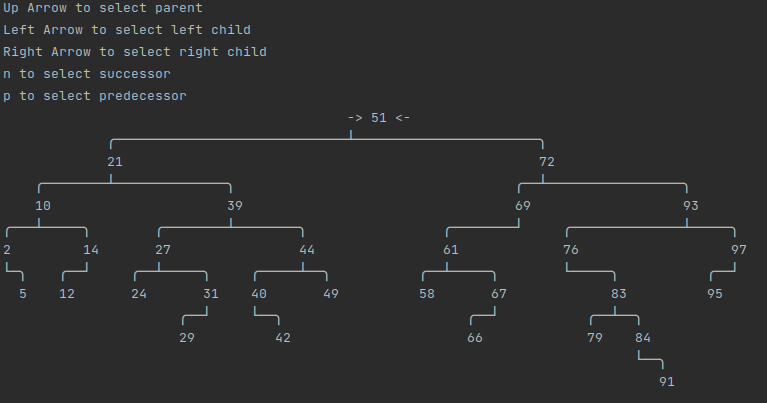 Up Arrow to select parent
Left Arrow to select left child
Right Arrow to select right child
n to select successor
p to select predecessor
-> 51 <-
21 72
10 39 69 93
2 14 27 44 61 76 97
5 12 24 31 40 49 58 67 83 95
29 42 66 79 84
91